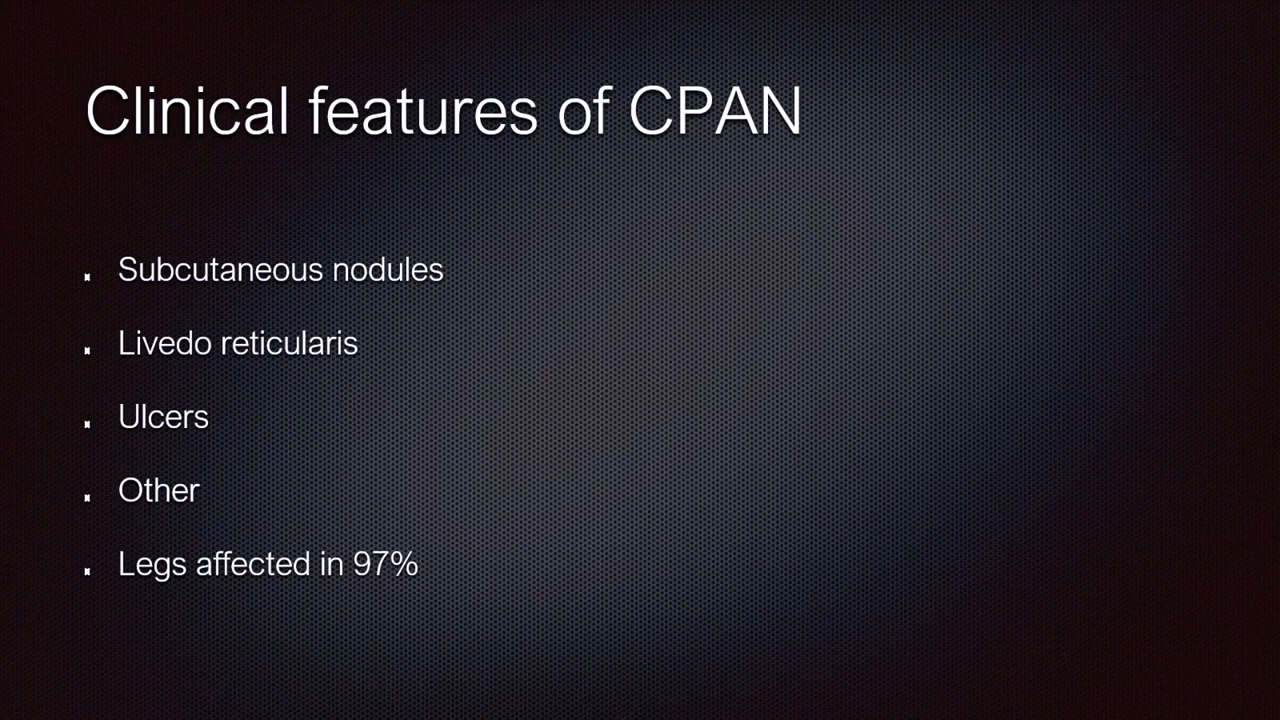 Clinical features of CPAN
Subcutaneous nodules
Livedo reticularis
Ulcers
Other
Legs affected in 97%